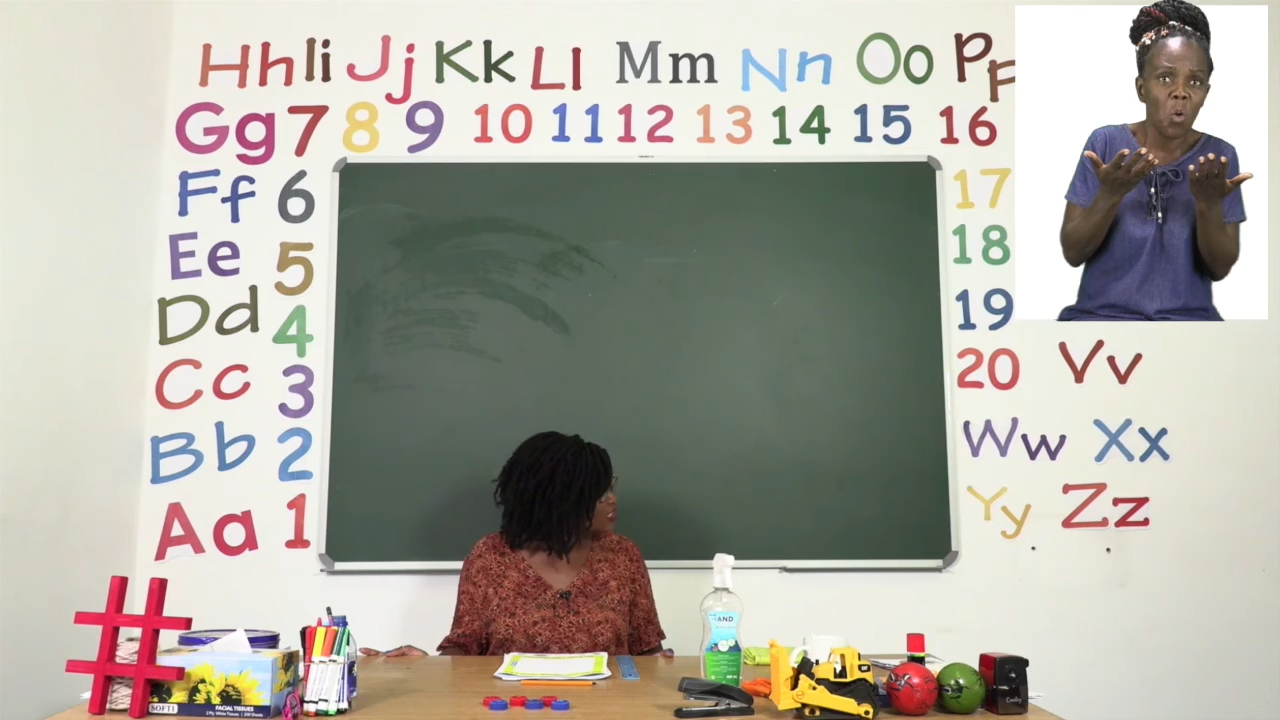 Hh Ii Jj Kk Ll Mm Nn Oo Pp
Gg 7 8 9 10 11 12 13 14 15 16
Ff 6 17
Ee 5 18
Dd 4 19
Cc 3 20 Vv
Bb 2 Ww Xx
Aa 1 Yy Zz
HAND
SOFTI
FACIAL TISSUES
CAT